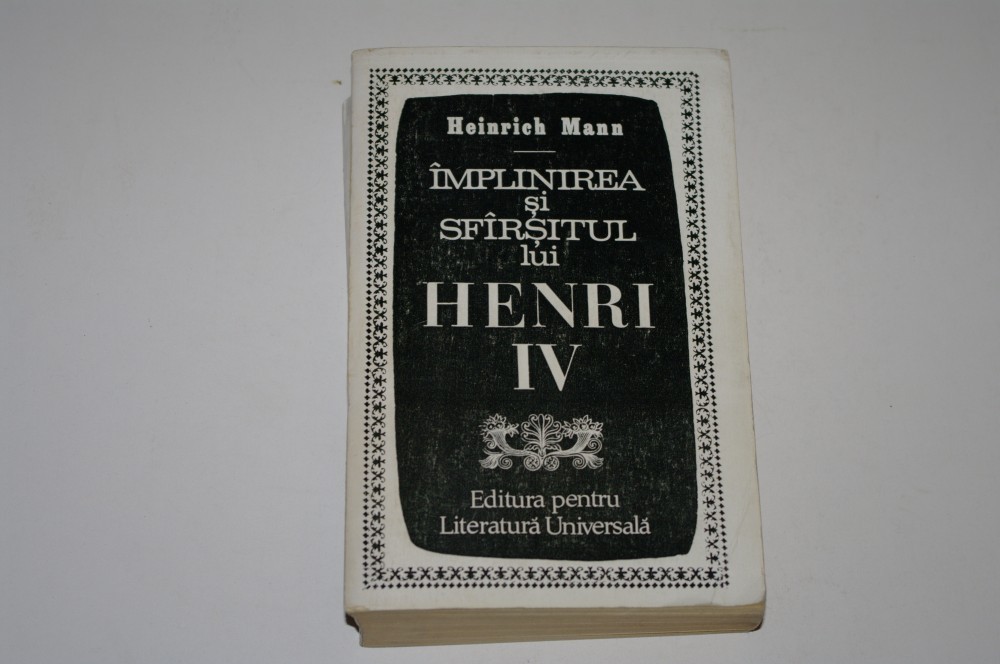 Heinrich Mann
ÎMPLINIREA
și
SFÎRȘITUL
lui
HENRI
IV
Editura pentru
Literatură Universală